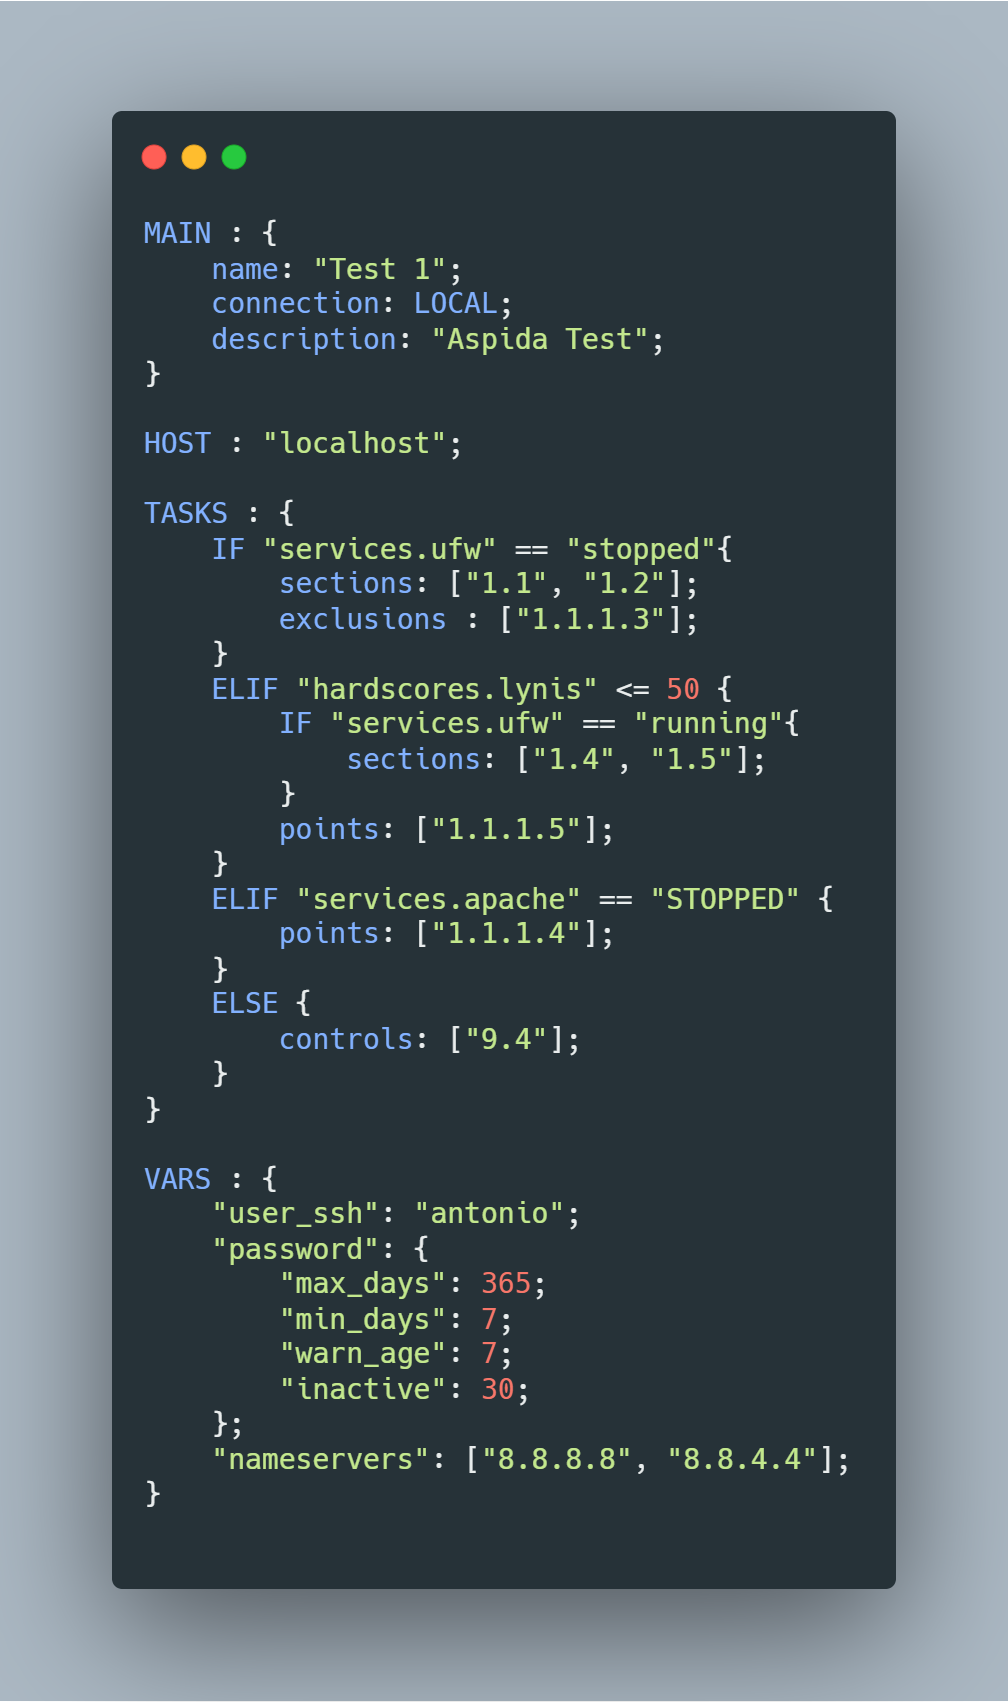 MAIN : {
    name: "Test 1";
    connection: LOCAL;
    description: "Aspida Test";
}

HOST : "localhost";

TASKS : {
    IF "services.ufw" == "stopped"{
        sections: ["1.1", "1.2"];
        exclusions : ["1.1.1.3"];
    }
    ELIF "hardscores.lynis" <= 50 {
        IF "services.ufw" == "running"{
            sections: ["1.4", "1.5"];
        }
        points: ["1.1.1.5"];
    }
    ELIF "services.apache" == "STOPPED" {
        points: ["1.1.1.4"];
    }
    ELSE {
        controls: ["9.4"];
    }
}

VARS : {
    "user_ssh": "antonio";
    "password": {
        "max_days": 365;
        "min_days": 7;
        "warn_age": 7;
        "inactive": 30;
    };
    "nameservers": ["8.8.8.8", "8.8.4.4"];
}